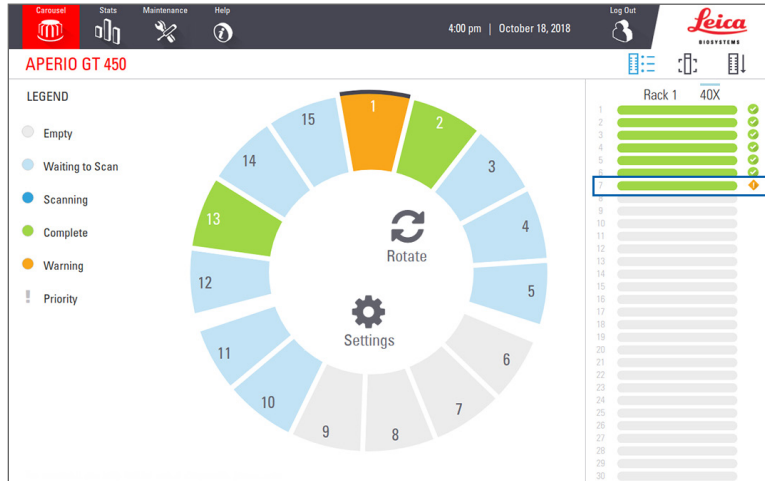 Carousel Stats Maintenance Help
4:00 pm | October 18, 2018
Log Out
Leica
BIOSYSTEMS
APERIO GT 450
LEGEND
Empty
Waiting to Scan
Scanning
Complete
Warning
! Priority
1
2
3
4
5
6
7
8
9
10
11
12
13
14
15
Rotate
Settings
Rack 1 40X
1
2
3
4
5
6
7
8
9
10
11
12
13
14
15
16
17
18
19
20
21
22
23
24
25
26
27
28
29
30